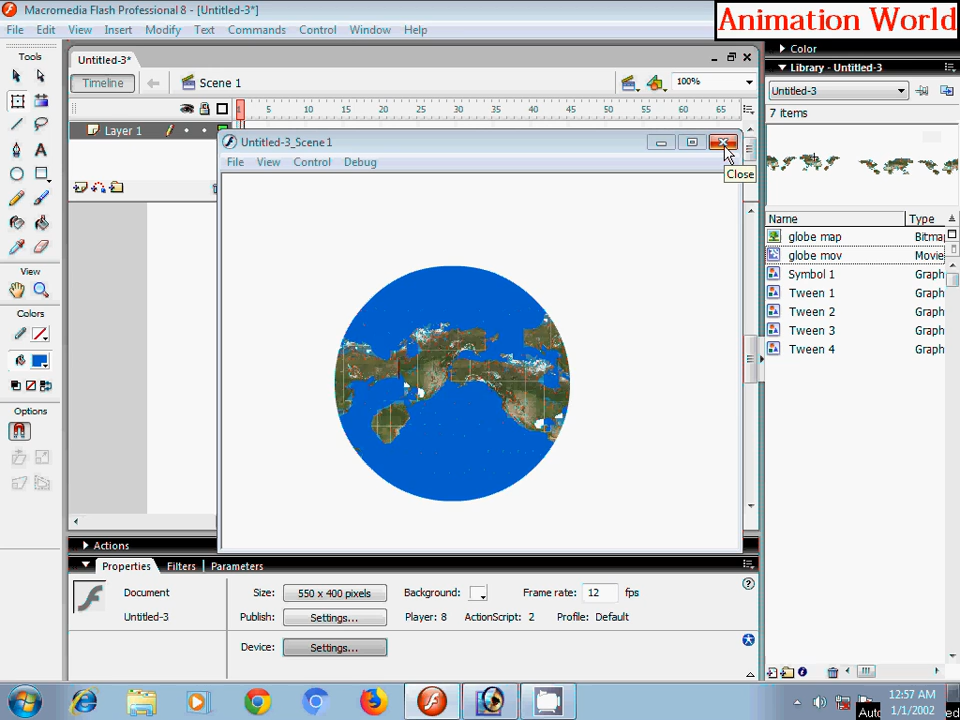 Macromedia Flash Professional 8 - [Untitled-3*]
Animation World
File Edit View Insert Modify Text Commands Control Window Help
Tools
Untitled-3*
Color
Library - Untitled-3
Timeline
Scene 1
100%
Untitled-3
7 items
1 5 10 15 20 25 30 35 40 45 50 55 60 65
Layer 1
Untitled-3_Scene 1
File View Control Debug
Close
Name Type
globe map Bitma
globe mov Movie
Symbol 1 Graph
Tween 1 Graph
Tween 2 Graph
Tween 3 Graph
Tween 4 Graph
View
Colors
Options
Actions
Properties Filters Parameters
Document
Size: 550 x 400 pixels
Background:
Frame rate: 12 fps
Untitled-3
Publish: Settings...
Player: 8 ActionScript: 2 Profile: Default
Device: Settings...
12:57 AM
1/1/2002